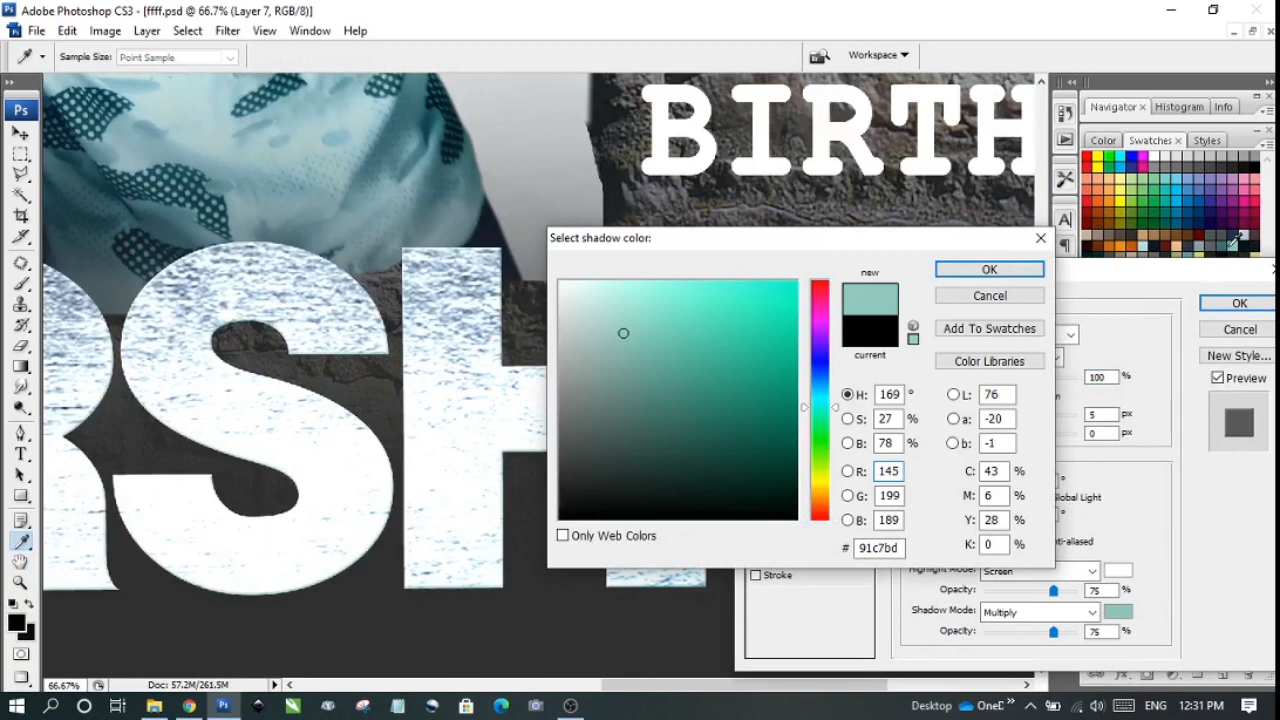 Adobe Photoshop CS3 - [ffff.psd @ 66.7% (Layer 7, RGB/8)]
Ps File Edit Image Layer Select Filter View Window Help
Sample Size: Point Sample
Workspace
Ps
Navigator × Histogram Info
Color Swatches × Styles
BIRTH
RSH
Select shadow color:
new
current
OK
Cancel
Add To Swatches
Color Libraries
H: 169 °
S: 27 %
B: 78 %
R: 145
G: 199
B: 189
# 91c7bd
L: 76
a: -20
b: -1
C: 43 %
M: 6 %
Y: 28 %
K: 0 %
Only Web Colors
OK
Cancel
New Style...
Preview
100 %
5 px
0 px
°
Global Light
°
Stroke
Highlight Mode: Screen
Opacity: 75 %
Shadow Mode: Multiply
Opacity: 75 %
66.67% Doc: 57.2M/261.5M
Desktop ENG 12:31 PM